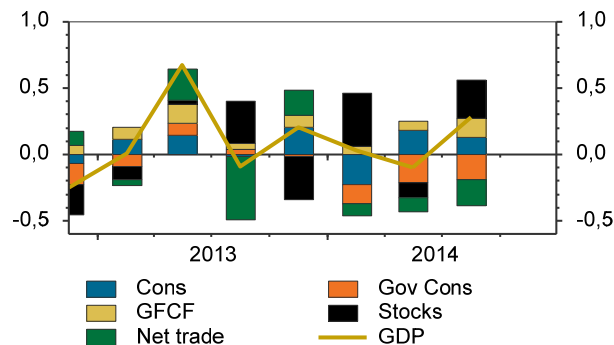 1,0 1,0
0,5 0,5
0,0 0,0
-0,5 -0,5
2013 2014
Cons Gov Cons
GFCF Stocks
Net trade GDP